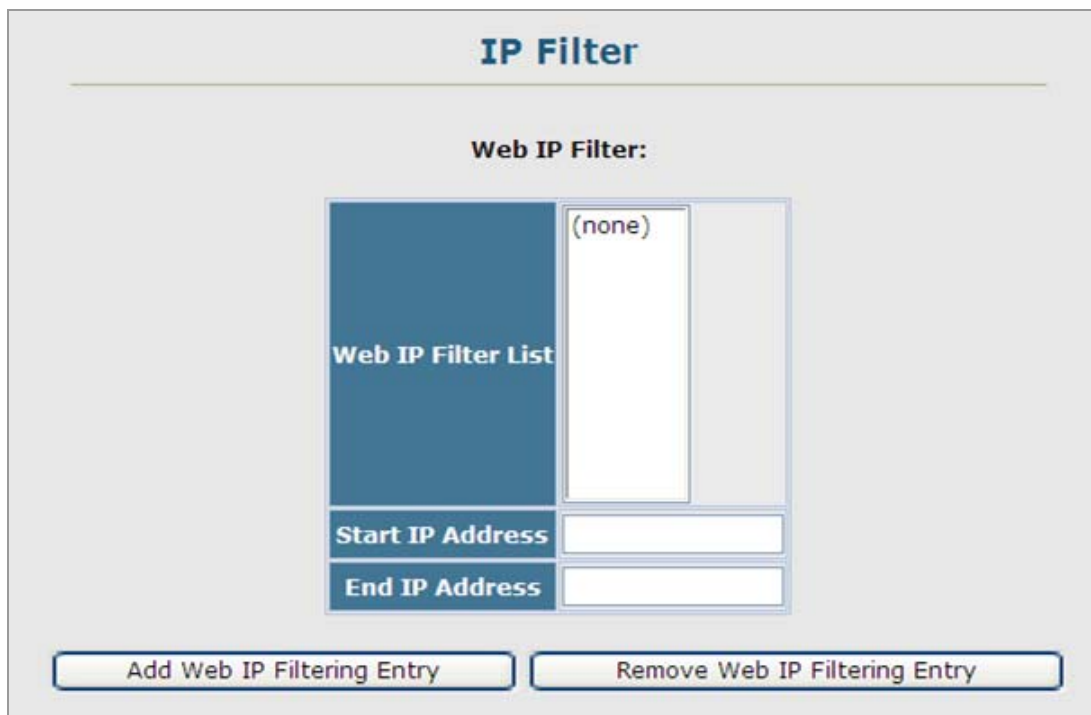 IP Filter
Web IP Filter:
Web IP Filter List
(none)
Start IP Address
End IP Address
Add Web IP Filtering Entry
Remove Web IP Filtering Entry